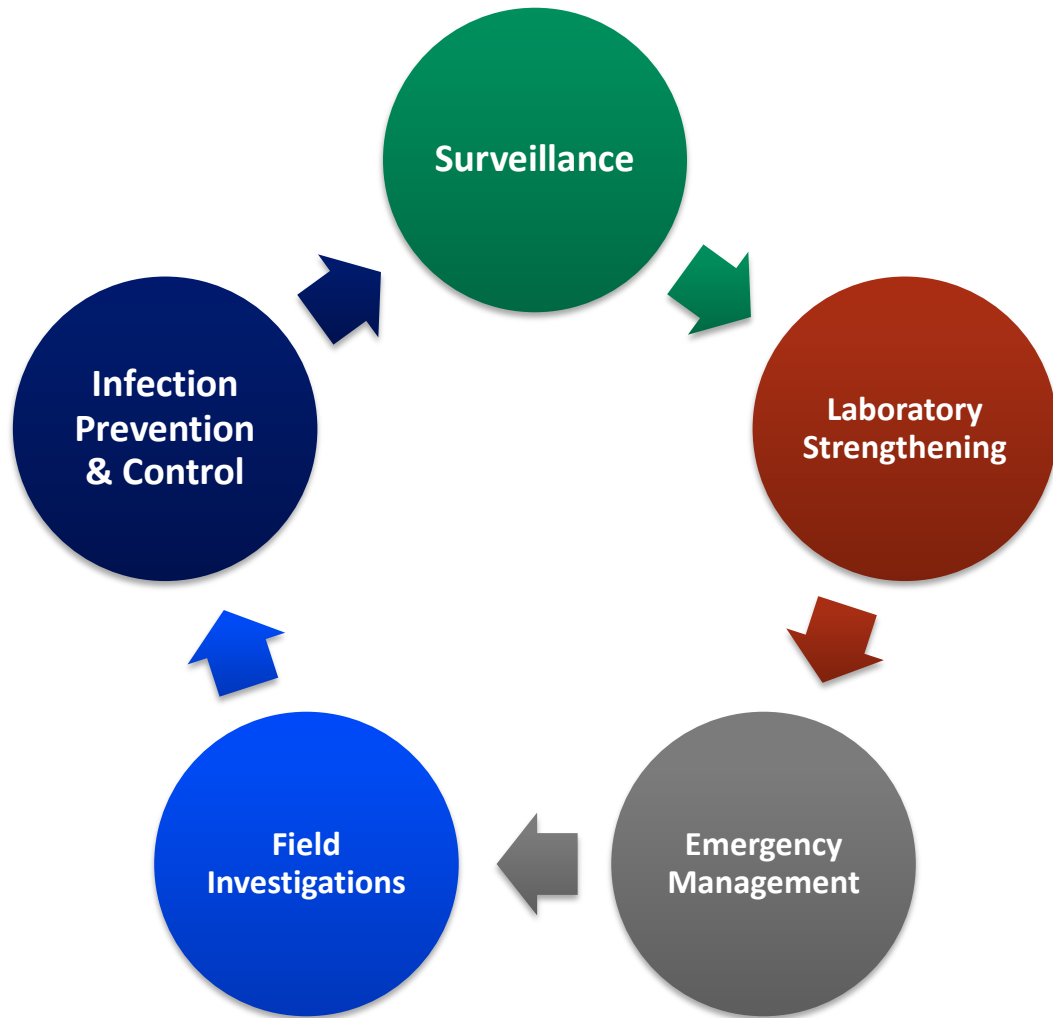 Surveillance
Laboratory
Strengthening
Emergency
Management
Field
Investigations
Infection
Prevention
& Control